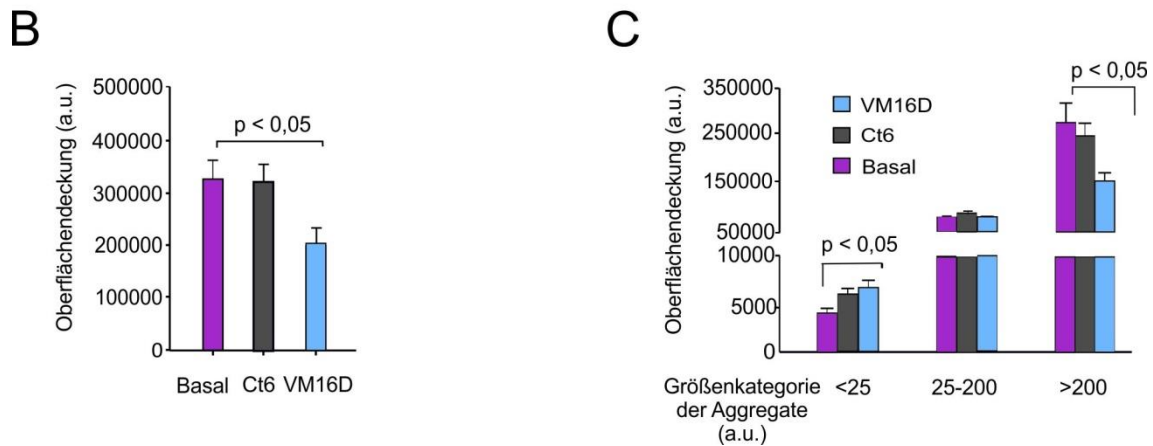 B
Oberflächendeckung (a.u.)
500000
400000
300000
200000
100000
0
p < 0,05
Basal Ct6 VM16D
C
Oberflächendeckung (a.u.)
350000
250000
150000
50000
10000
5000
0
VM16D
Ct6
Basal
p < 0,05
p < 0,05
Größenkategorie
der Aggregate
(a.u.)
<25 25-200 >200